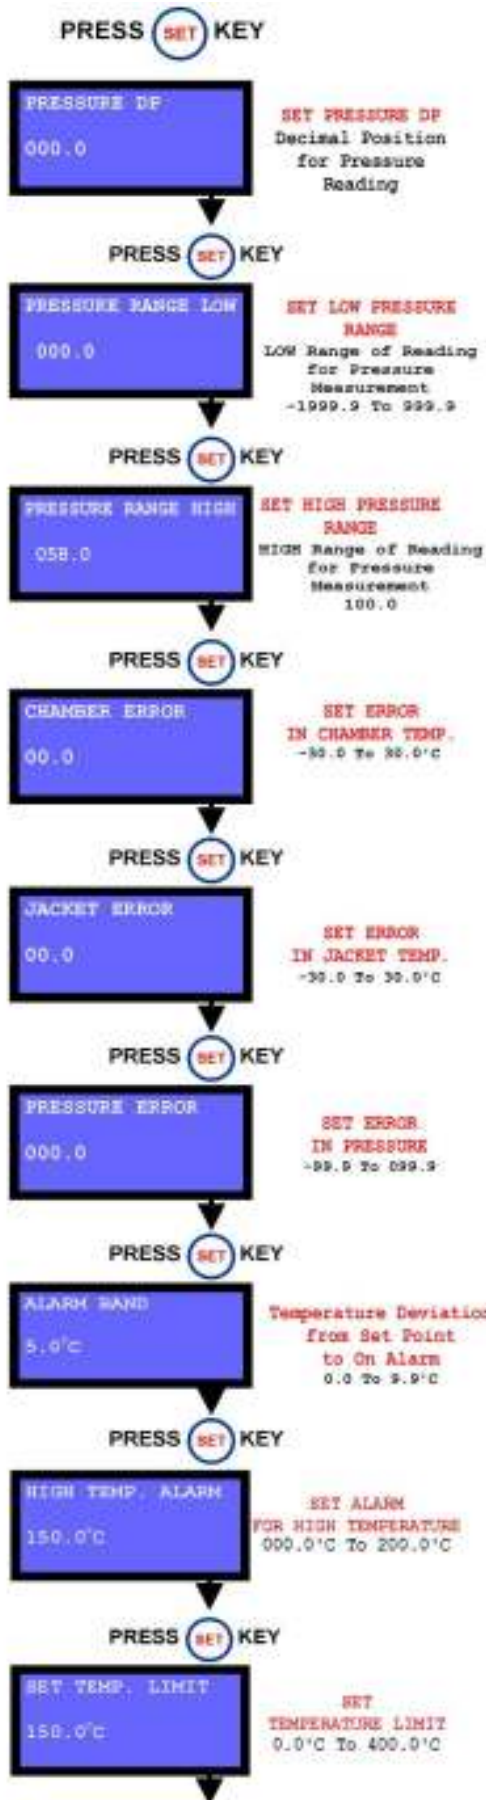 PRESS SET KEY
PRESSURE DP
000.0
SET PRESSURE DP
Decimal Position
for Pressure
Reading
PRESS SET KEY
PRESSURE RANGE LOW
000.0
SET LOW PRESSURE
RANGE
LOW Range of Reading
for Pressure
Measurement
-1999.9 To 999.9
PRESS SET KEY
PRESSURE RANGE HIGH
058.0
SET HIGH PRESSURE
RANGE
HIGH Range of Reading
for Pressure
Measurement
100.0
PRESS SET KEY
CHAMBER ERROR
00.0
SET ERROR
IN CHAMBER TEMP.
-30.0 To 30.0°C
PRESS SET KEY
JACKET ERROR
00.0
SET ERROR
IN JACKET TEMP.
-30.0 To 30.0°C
PRESS SET KEY
PRESSURE ERROR
000.0
SET ERROR
IN PRESSURE
-99.9 To 099.9
PRESS SET KEY
ALARM BAND
5.0°C
Temperature Deviation
from Set Point
to On Alarm
0.0 To 9.9°C
PRESS SET KEY
HIGH TEMP. ALARM
150.0°C
SET ALARM
FOR HIGH TEMPERATURE
000.0°C To 200.0°C
PRESS SET KEY
SET TEMP. LIMIT
150.0°C
SET
TEMPERATURE LIMIT
0.0°C To 400.0°C